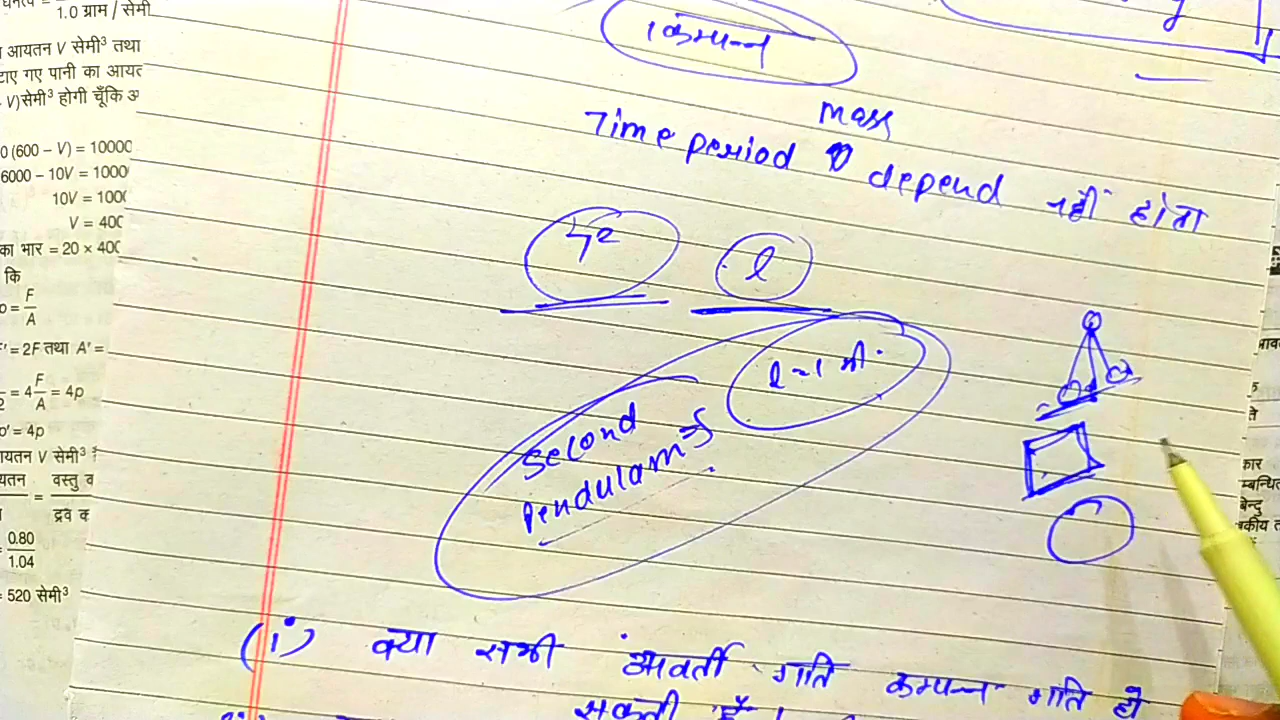 1.0 ग्राम / सेमी
आयतन V सेमी³ तथा
गए पानी का आयत
V) सेमी³ होगी चूँकि
0 (600 – V) = 10000
6000 – 10V = 1000
10V = 100
V = 400
का भार = 20 × 400
कि
= F/A
' = 2F तथा A' =
= 4 F/A = 4p
p' = 4p
आयतन V सेमी³
= वस्तु
द्रव
0.80
1.04
= 520 सेमी³
कम्पन्न
mass
Time period depend नहीं होता
T² l
l = 1 मी.
Second
pendulam में
(i) क्या सभी आवर्ती गति कम्पन्न गति हो
सकती है।